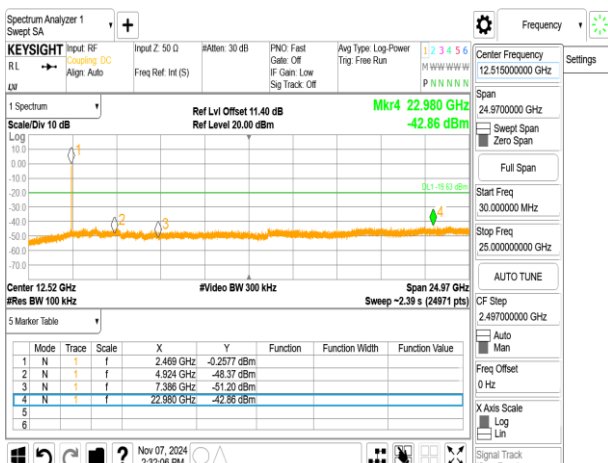 Spectrum Analyzer 1
Swept SA
+
Frequency
KEYSIGHT
Input: RF
Coupling: DC
Align: Auto
Input Z: 50 Ω
Freq Ref: Int (S)
#Atten: 30 dB
PNO: Fast
Gate: Off
IF Gain: Low
Sig Track: Off
Avg Type: Log-Power
Trig: Free Run
1 2 3 4 5 6
M W W W W W
P N N N N N
RL
1 Spectrum
Scale/Div 10 dB
Ref Lvl Offset 11.40 dB
Ref Level 20.00 dBm
Mkr4 22.980 GHz
-42.86 dBm
Log
10.0
0.00
-10.0
-20.0
-30.0
-40.0
-50.0
-60.0
-70.0
1
2
3
4
DL1 -19.63 dBm
Center 12.52 GHz
#Res BW 100 kHz
#Video BW 300 kHz
Span 24.97 GHz
Sweep ~2.39 s (24971 pts)
5 Marker Table
Mode Trace Scale X Y Function Function Width Function Value
1 N 1 f 2.469 GHz -0.2577 dBm
2 N 1 f 4.924 GHz -48.37 dBm
3 N 1 f 7.386 GHz -51.20 dBm
4 N 1 f 22.980 GHz -42.86 dBm
5
6
?
Nov 07, 2024
2:32:06 PM
Center Frequency
12.515000000 GHz
Settings
Span
24.9700000 GHz
Swept Span
Zero Span
Full Span
Start Freq
30.000000 MHz
Stop Freq
25.000000000 GHz
AUTO TUNE
CF Step
2.497000000 GHz
Auto
Man
Freq Offset
0 Hz
X Axis Scale
Log
Lin
Signal Track